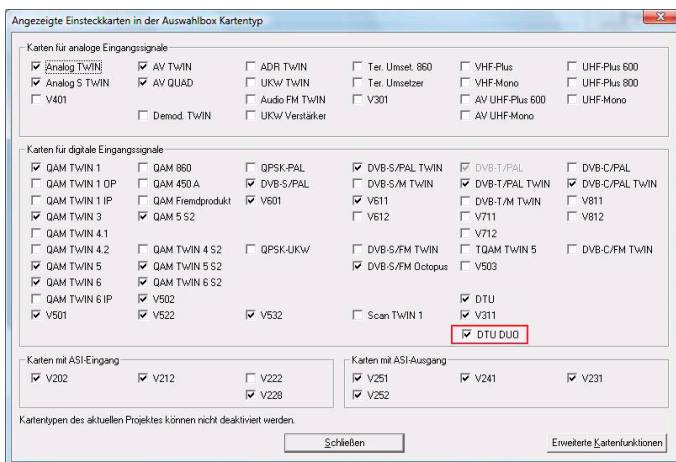 Angezeigte Einsteckkarten in der Auswahlbox Kartentyp
Karten für analoge Eingangssignale
Analog TWIN AV TWIN ADR TWIN Ter. Umset. 860 VHF-Plus UHF-Plus 600
Analog S TWIN AV QUAD UKW TWIN Ter. Umsetzer VHF-Mono UHF-Plus 800
V401 Audio FM TWIN V301 AV UHF-Plus 600 UHF-Mono
Demod. TWIN UKW Verstärker AV UHF-Mono
Karten für digitale Eingangssignale
QAM TWIN 1 QAM 860 QPSK-PAL DVB-S/PAL TWIN DVB-T/PAL DVB-C/PAL
QAM TWIN 1 OP QAM 450 A DVB-S/PAL DVB-S/M TWIN DVB-T/PAL TWIN DVB-C/PAL TWIN
QAM TWIN 1 IP QAM Fremdprodukt V601 V611 DVB-T/M TWIN V811
QAM TWIN 3 QAM 5 S2 V612 V711 V812
QAM TWIN 4.1 V712
QAM TWIN 4.2 QAM TWIN 4 S2 QPSK-UKW DVB-S/FM TWIN TQAM TWIN 5 DVB-C/FM TWIN
QAM TWIN 5 QAM TWIN 5 S2 DVB-S/FM Octopus V503
QAM TWIN 6 QAM TWIN 6 S2
QAM TWIN 6 IP V502 DTU
V501 V522 V532 Scan TWIN 1 V311
DTU DUO
Karten mit ASI-Eingang Karten mit ASI-Ausgang
V202 V212 V222 V251 V241 V231
V228 V252
Kartentypen des aktuellen Projektes können nicht deaktiviert werden.
Schließen Erweiterte Kartenfunktionen